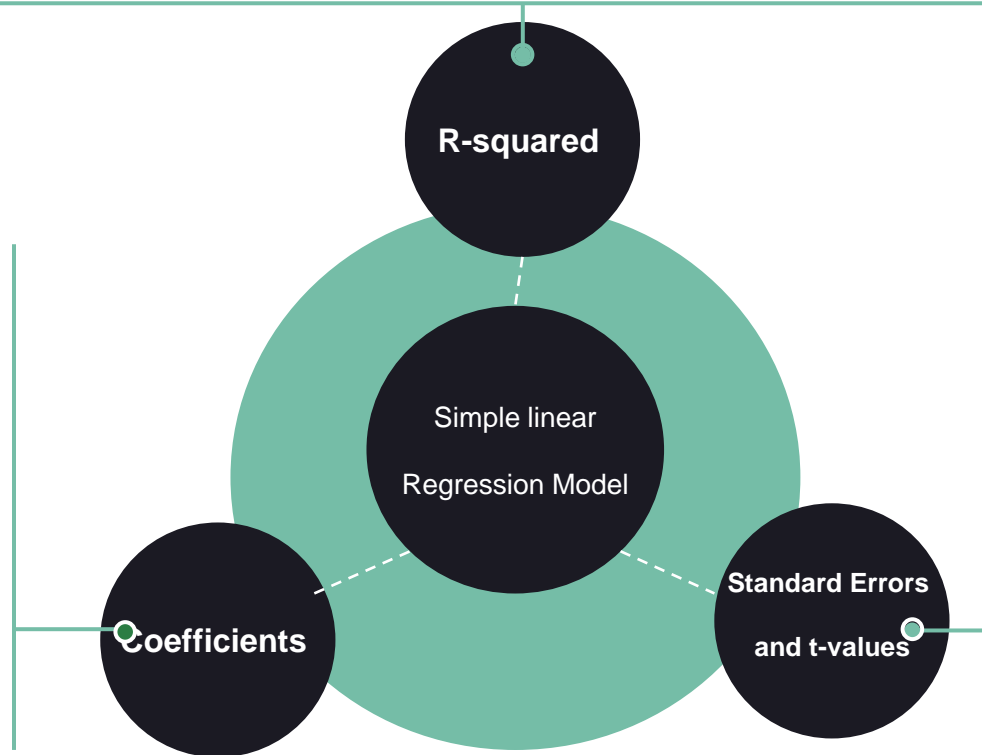 R-squared
Simple linear
Regression Model
Coefficients
Standard Errors
and t-values